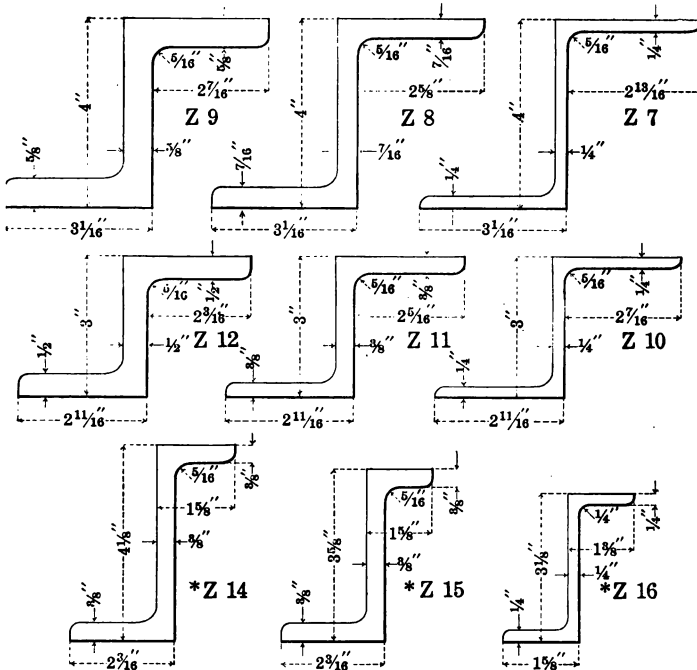 5/16″ 5/8″ 5/16″ 7/16″ 5/16″ 1/4″
2 7/16″ 2 5/8″ 2 13/16″
4″ Z 9 4″ Z 8 4″ Z 7
5/8″ 5/8″ 7/16″ 7/16″ 1/4″ 1/4″
3 1/16″ 3 1/16″ 3 1/16″
5/16″ 1/2″ 5/16″ 3/8″ 5/16″ 1/4″
2 3/16″ 2 5/16″ 2 7/16″
3″ Z 12 3″ Z 11 3″ Z 10
1/2″ 1/2″ 3/8″ 3/8″ 1/4 1/4″
2 11/16″ 2 11/16″ 2 11/16″
5/16″ 3/8″ 5/16″ 3/8″ 1/4″ 1/4″
1 5/8″ 1 5/8″ 1 3/8″
4 1/8″ 3/8″ 3 5/8″ 3/8″ 3 1/8″ 1/4″
*Z 14 *Z 15 *Z 16
3/8″ 3/8″ 1/4″
2 3/16″ 2 3/16″ 1 5/8″